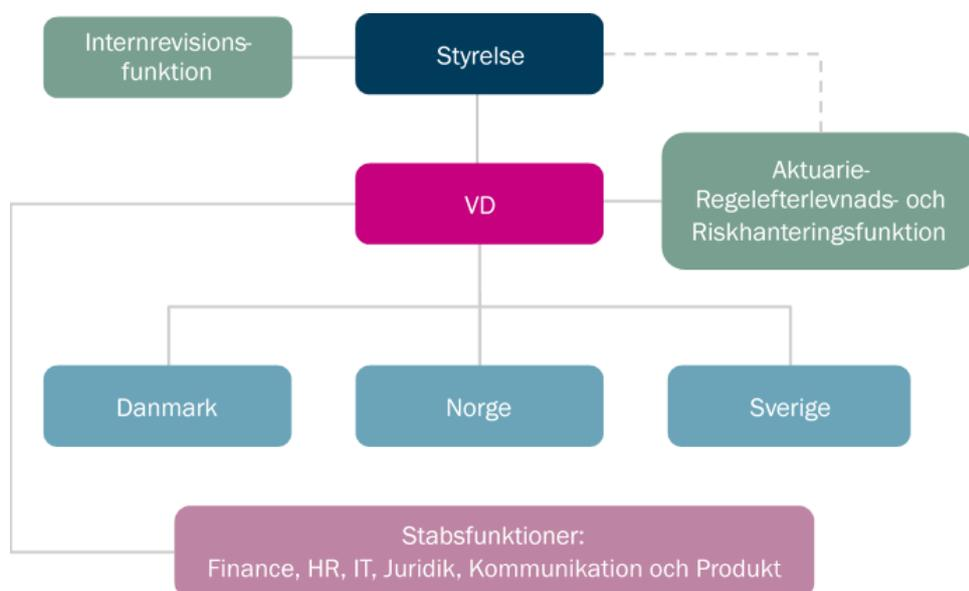 Internrevisions-
funktion
Styrelse
VD
Aktuarie-
Regelefterlevnads- och
Riskhanteringsfunktion
Danmark
Norge
Sverige
Stabsfunktioner:
Finance, HR, IT, Juridik, Kommunikation och Produkt